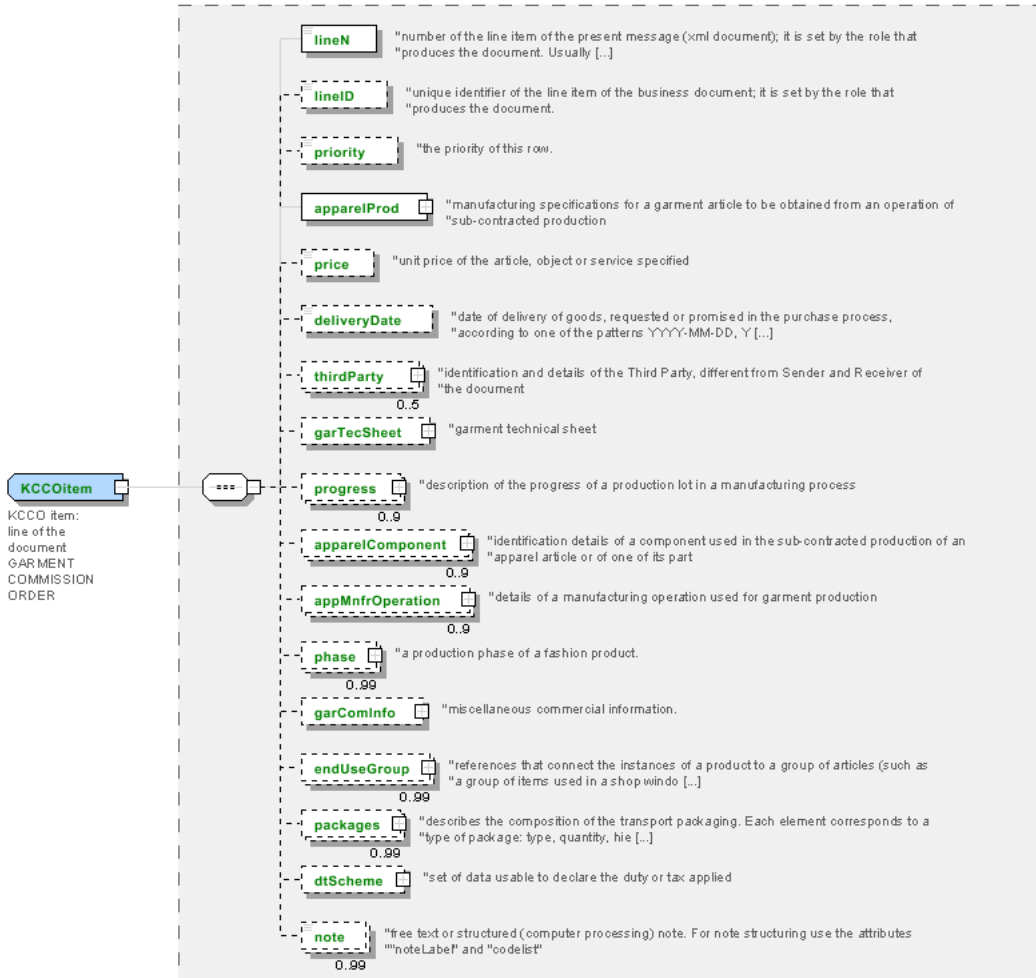 lineN
"number of the line item of the present message (xml document); it is set by the role that
"produces the document. Usually [...]
lineID
"unique identifier of the line item of the business document; it is set by the role that
"produces the document.
priority
"the priority of this row.
apparelProd
"manufacturing specifications for a garment article to be obtained from an operation of
"sub-contracted production
price
"unit price of the article, object or service specified
deliveryDate
"date of delivery of goods, requested or promised in the purchase process,
"according to one of the patterns YYYY-MM-DD, Y [...]
thirdParty
"identification and details of the Third Party, different from Sender and Receiver of
"the document
0..5
garTecSheet
"garment technical sheet
KCCOitem
KCCO item:
line of the
document
GARMENT
COMMISSION
ORDER
progress
"description of the progress of a production lot in a manufacturing process
0..9
apparelComponent
"identification details of a component used in the sub-contracted production of an
"apparel article or of one of its part
0..9
appMnfrOperation
"details of a manufacturing operation used for garment production
0..9
phase
"a production phase of a fashion product.
0..99
garComInfo
"miscellaneous commercial information.
endUseGroup
"references that connect the instances of a product to a group of articles (such as
"a group of items used in a shop windo [...]
0..99
packages
"describes the composition of the transport packaging. Each element corresponds to a
"type of package: type, quantity, hie [...]
0..99
dtScheme
"set of data usable to declare the duty or tax applied
note
"free text or structured (computer processing) note. For note structuring use the attributes
""noteLabel" and "codelist"
0..99